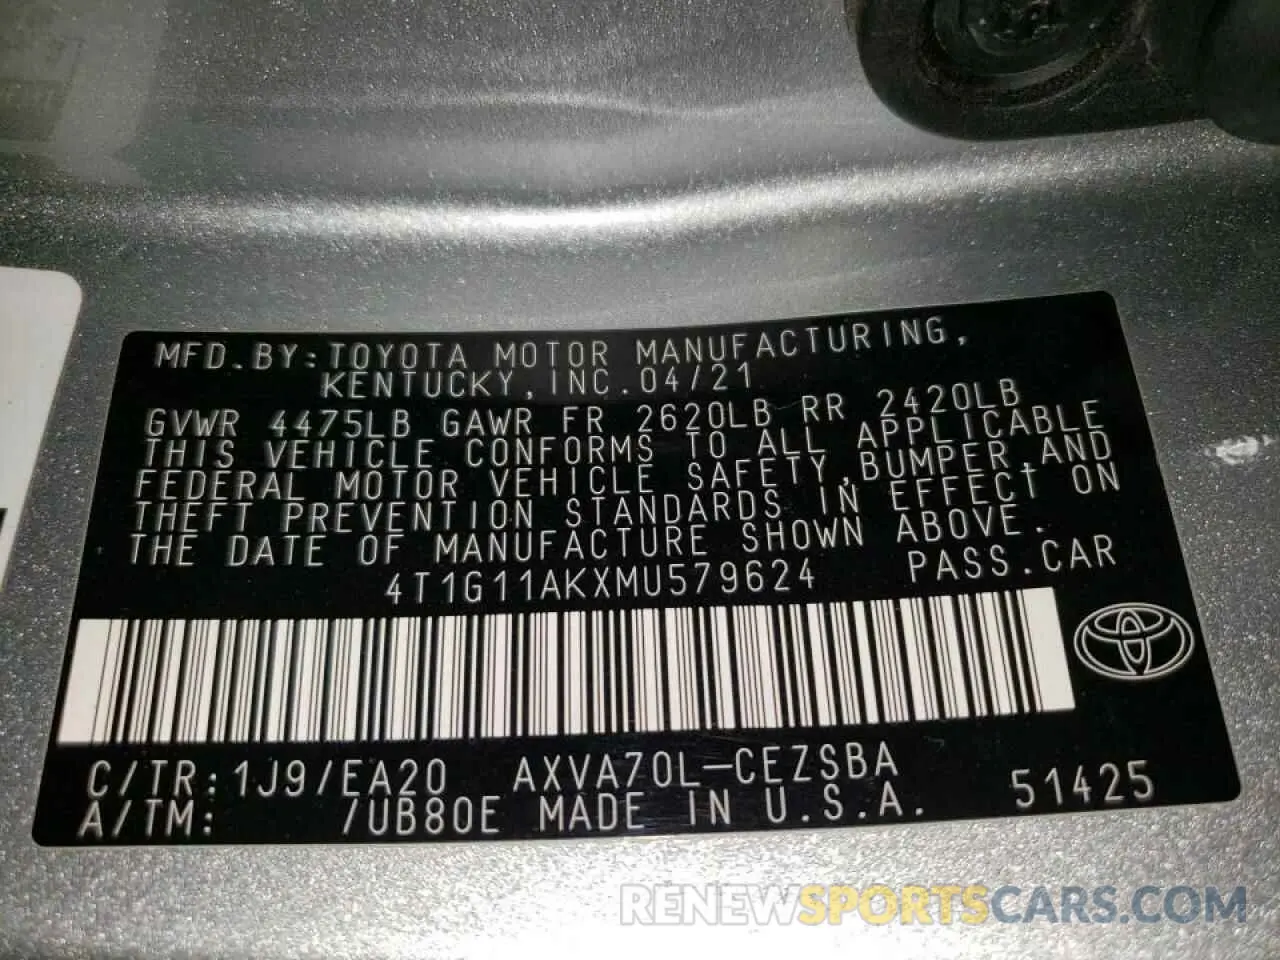 MFD.BY:TOYOTA MOTOR MANUFACTURING,
KENTUCKY,INC.04/21
GVWR 4475LB GAWR FR 2620LB RR 2420LB
THIS VEHICLE CONFORMS TO ALL APPLICABLE
FEDERAL MOTOR VEHICLE SAFETY,BUMPER,AND
THEFT PREVENTION STANDARDS IN EFFECT ON
THE DATE OF MANUFACTURE SHOWN ABOVE.
4T1G11AKXMU579624 PASS.CAR
C/TR:1J9/EA20 AXVA70L-CEZSBA
A/TM: /UB80E MADE IN U.S.A. 51425
RENEWSPORTSCARS.COM